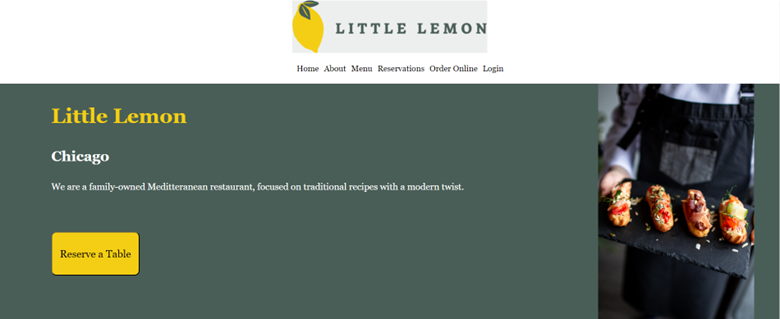 LITTLE LEMON
Home About Menu Reservations Order Online Login
Little Lemon
Chicago
We are a family-owned Meditteranean restaurant, focused on traditional recipes with a modern twist.
Reserve a Table